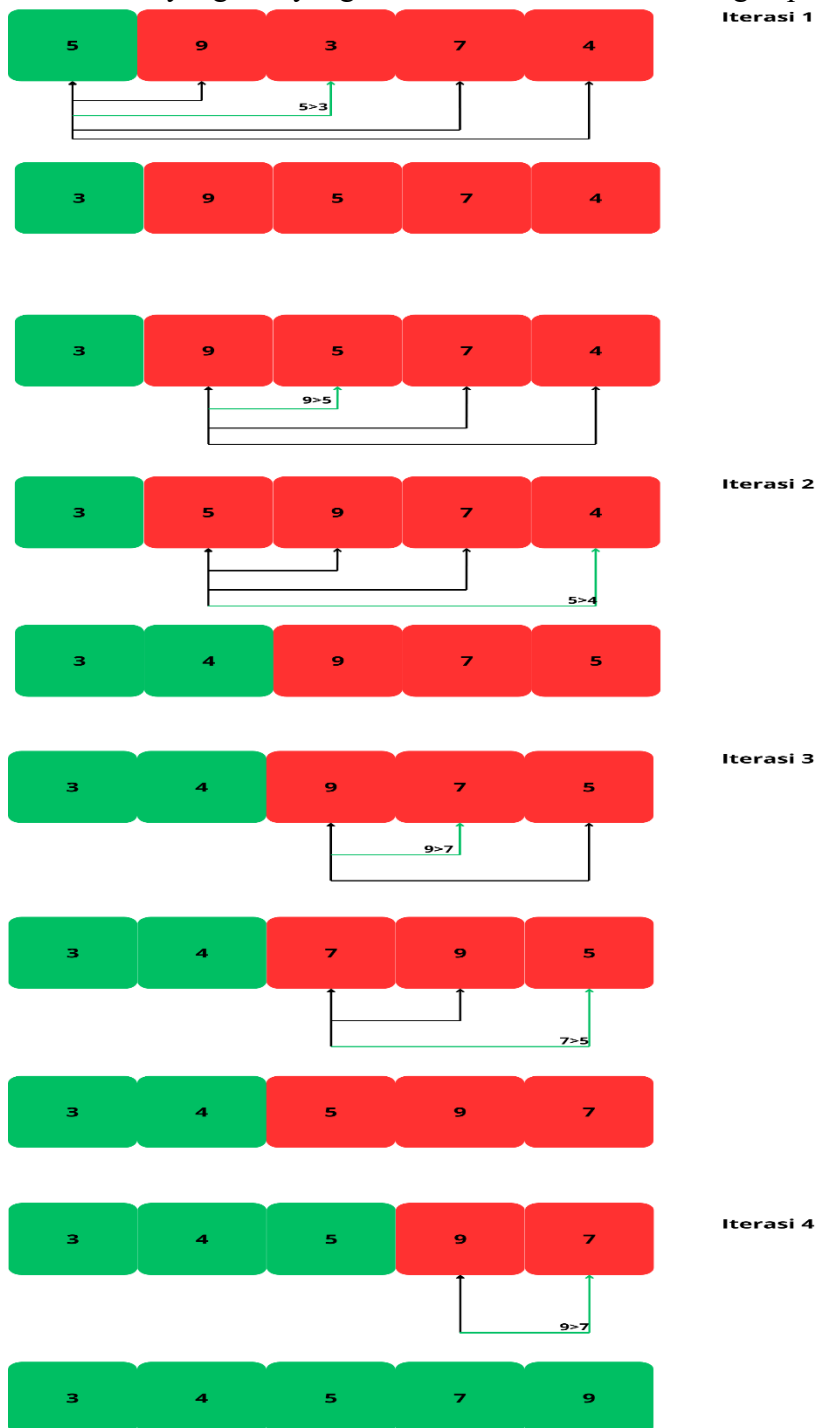 Iterasi 1
5 9 3 7 4
5>3
3 9 5 7 4
3 9 5 7 4
9>5
Iterasi 2
3 5 9 7 4
5>4
3 4 9 7 5
Iterasi 3
3 4 9 7 5
9>7
3 4 7 9 5
7>5
3 4 5 9 7
Iterasi 4
3 4 5 9 7
9>7
3 4 5 7 9